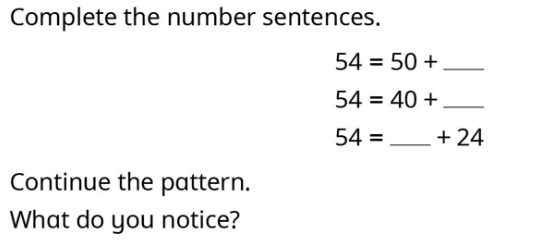 Complete the number sentences.
54 = 50 + ___
54 = 40 + ___
54 = ___ + 24
Continue the pattern.
What do you notice?